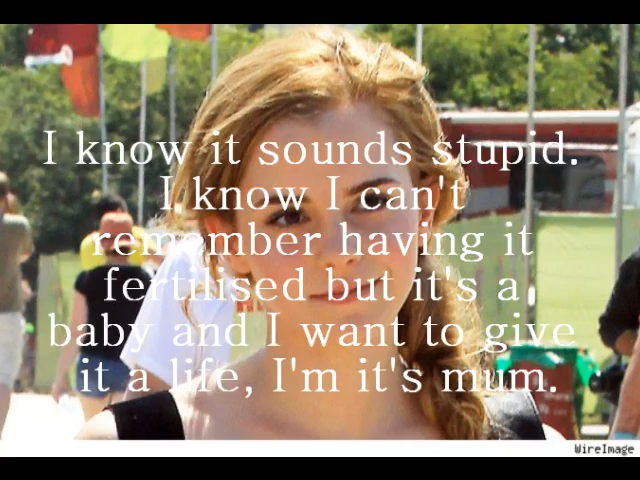 I know it sounds stupid.
I know I can't
remember having it
fertilised but it's a
baby and I want to give
it a life, I'm it's mum.
WireImage